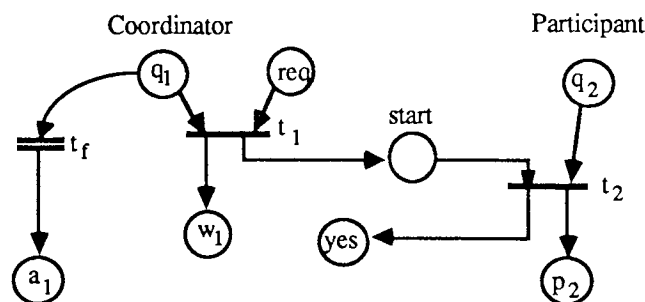 Coordinator
Participant
q1
req
q2
start
tf
t1
t2
w1
yes
a1
p2